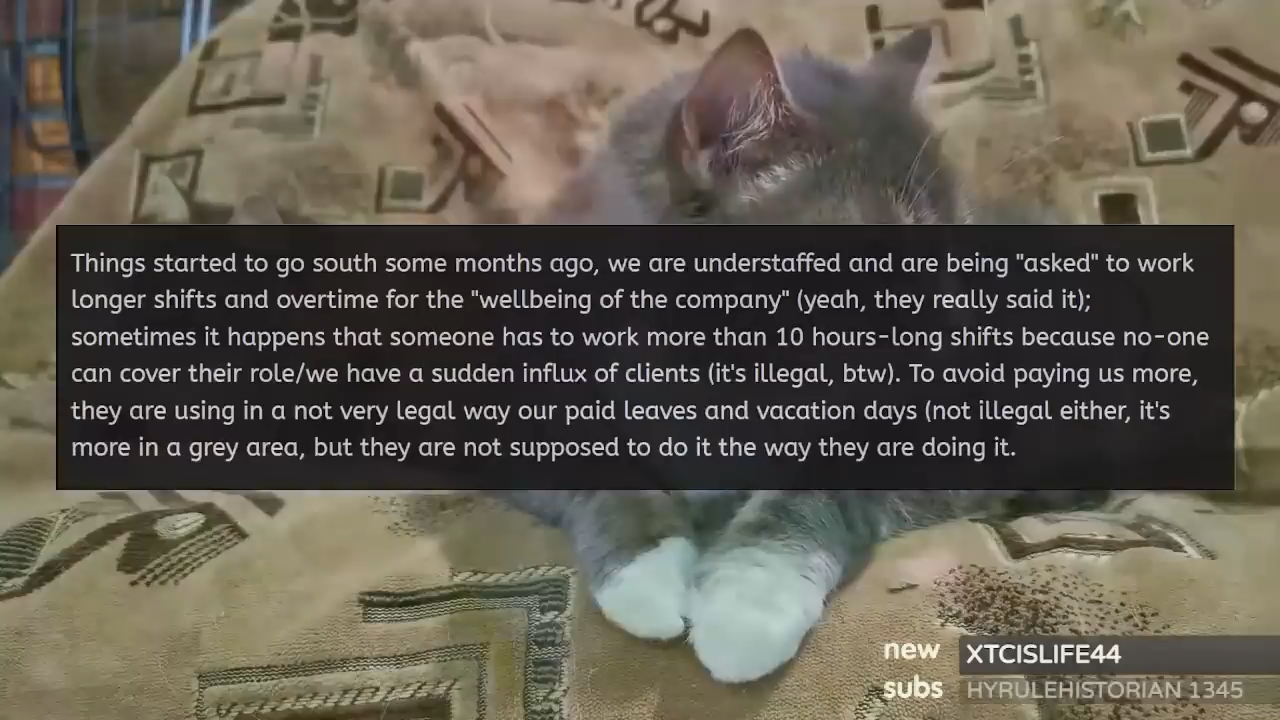 Things started to go south some months ago, we are understaffed and are being "asked" to work
longer shifts and overtime for the "wellbeing of the company" (yeah, they really said it);
sometimes it happens that someone has to work more than 10 hours-long shifts because no-one
can cover their role/we have a sudden influx of clients (it's illegal, btw). To avoid paying us more,
they are using in a not very legal way our paid leaves and vacation days (not illegal either, it's
more in a grey area, but they are not supposed to do it the way they are doing it.
new XTCISLIFE44
subs HYRULEHISTORIAN 1345